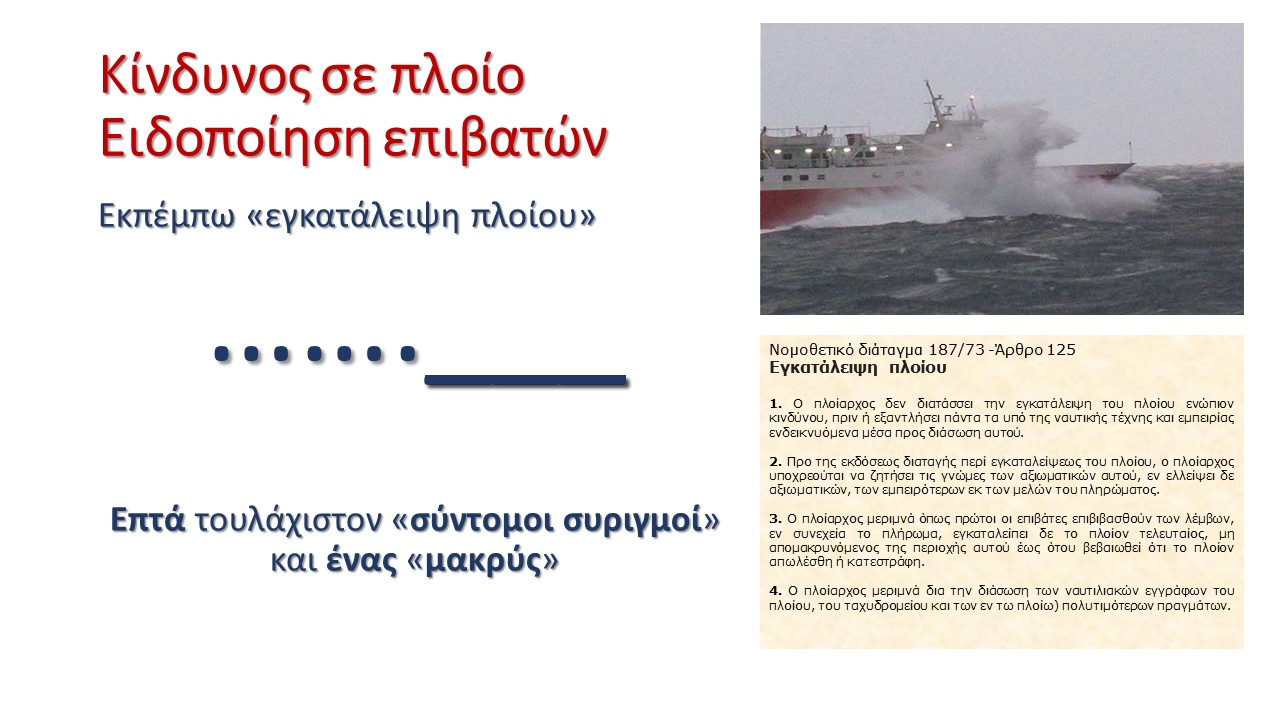 Κίνδυνος σε πλοίο
Ειδοποίηση επιβατών
Εκπέμπω «εγκατάλειψη πλοίου»
.......______
Επτά τουλάχιστον «σύντομοι συριγμοί»
και ένας «μακρύς»
Νομοθετικό διάταγμα 187/73 -Άρθρο 125
Εγκατάλειψη πλοίου
1. Ο πλοίαρχος δεν διατάσσει την εγκατάλειψη του πλοίου ενώπιον
κινδύνου, πριν ή εξαντλήσει πάντα τα υπό της ναυτικής τέχνης και εμπειρίας
ενδεικνυόμενα μέσα προς διάσωση αυτού.
2. Προ της εκδόσεως διαταγής περί εγκαταλείψεως του πλοίου, ο πλοίαρχος
υποχρεούται να ζητήσει τις γνώμες των αξιωματικών αυτού, εν ελλείψει δε
αξιωματικών, των εμπειρότερων εκ των μελών του πληρώματος.
3. Ο πλοίαρχος μεριμνά όπως πρώτοι οι επιβάτες επιβιβασθούν των λέμβων,
εν συνεχεία το πλήρωμα, εγκαταλείπει δε το πλοίον τελευταίος, μη
απομακρυνόμενος της περιοχής αυτού έως ότου βεβαιωθεί ότι το πλοίον
απωλέσθη ή κατεστράφη.
4. Ο πλοίαρχος μεριμνά δια την διάσωση των ναυτιλιακών εγγράφων του
πλοίου, του ταχυδρομείου και των εν τω πλοίω) πολυτιμότερων πραγμάτων.